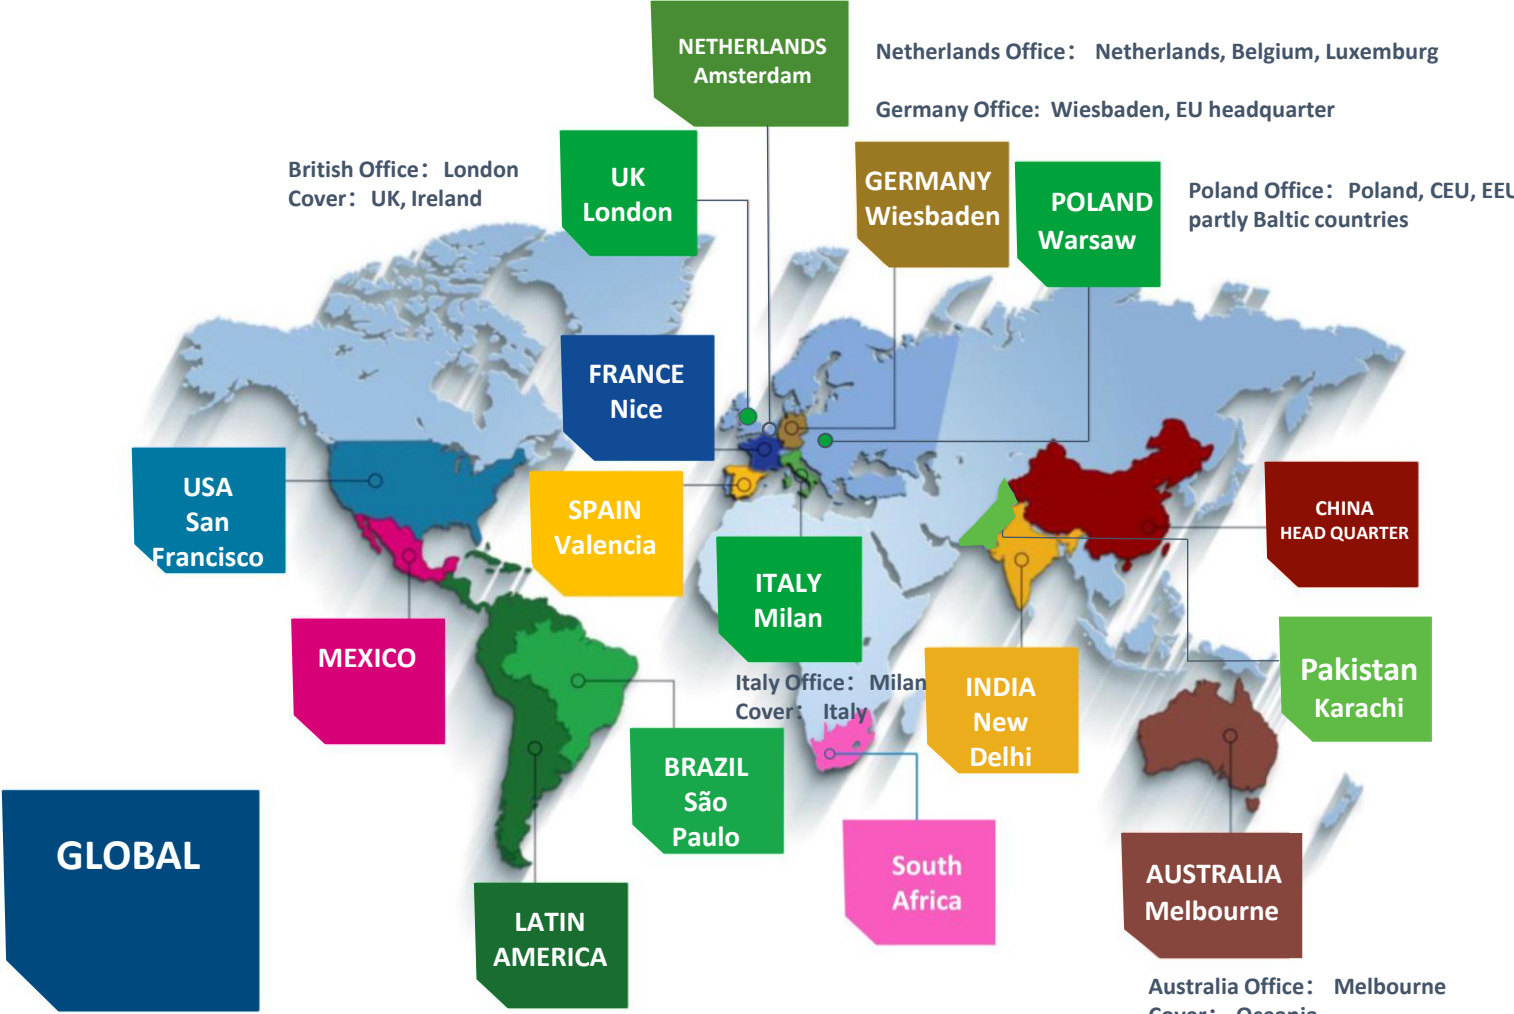 NETHERLANDS
Amsterdam
Netherlands Office： Netherlands, Belgium, Luxemburg
Germany Office: Wiesbaden, EU headquarter
British Office： London
Cover： UK, Ireland
UK
London
GERMANY
Wiesbaden
POLAND
Warsaw
Poland Office： Poland, CEU, EEU
partly Baltic countries
FRANCE
Nice
USA
San
Francisco
SPAIN
Valencia
CHINA
HEAD QUARTER
ITALY
Milan
MEXICO
Italy Office： Milan
Cover： Italy
INDIA
New
Delhi
Pakistan
Karachi
BRAZIL
São
Paulo
GLOBAL
South
Africa
AUSTRALIA
Melbourne
LATIN
AMERICA
Australia Office： Melbourne
Cover： Oceania